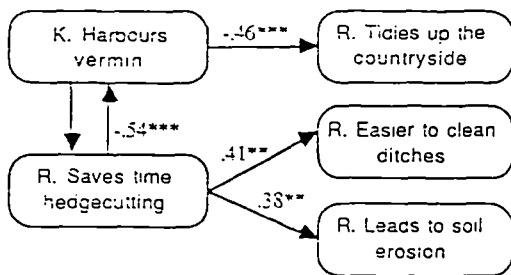 K. Harbours
vermin
-.46***
R. Tidies up the
countryside
-.54***
R. Saves time
hedgecutting
.41**
R. Easier to clean
ditches
.38**
R. Leads to soil
erosion